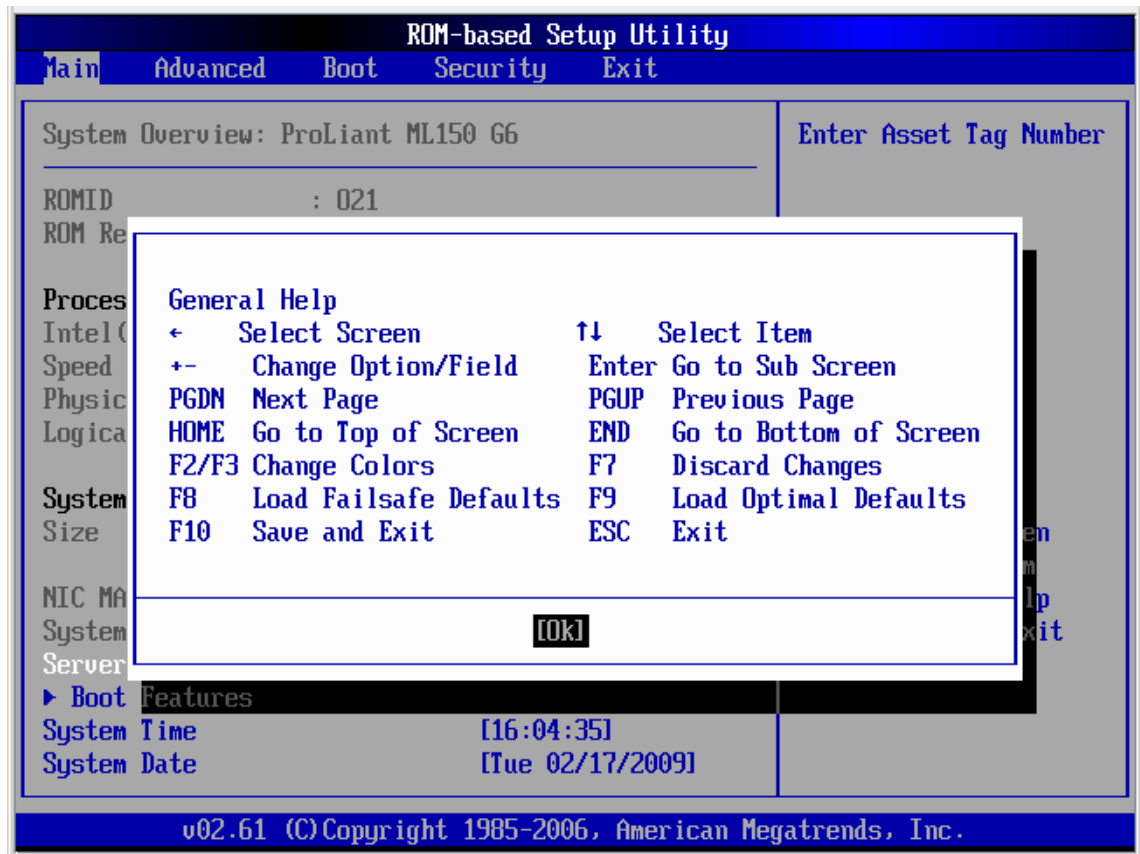 ROM-based Setup Utility
Main Advanced Boot Security Exit
System Overview: ProLiant ML150 G6
Enter Asset Tag Number
ROMID : O21
ROM Re
Proces
Intel(
Speed
Physic
Logica
System
Size
NIC MA
System
Server
General Help
← Select Screen ↑↓ Select Item
+- Change Option/Field Enter Go to Sub Screen
PGDN Next Page PGUP Previous Page
HOME Go to Top of Screen END Go to Bottom of Screen
F2/F3 Change Colors F7 Discard Changes
F8 Load Failsafe Defaults F9 Load Optimal Defaults
F10 Save and Exit ESC Exit
[Ok]
en
m
lp
xit
▶ Boot Features
System Time [16:04:35]
System Date [Tue 02/17/2009]
v02.61 (C)Copyright 1985-2006, American Megatrends, Inc.